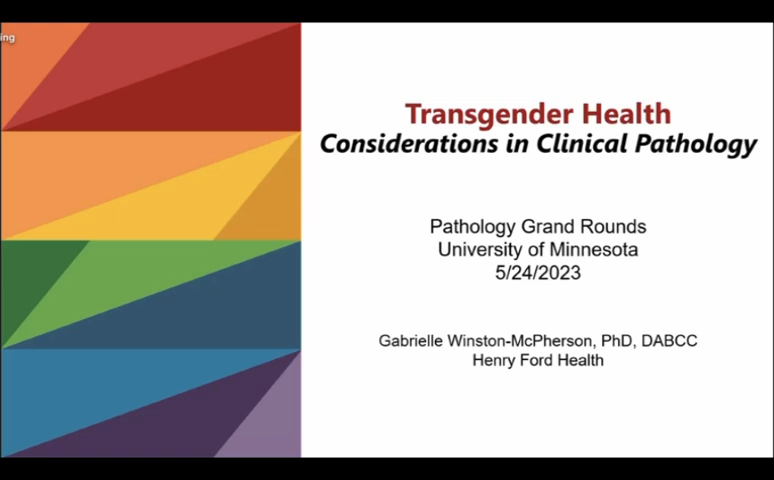 ing
Transgender Health
Considerations in Clinical Pathology
Pathology Grand Rounds
University of Minnesota
5/24/2023
Gabrielle Winston-McPherson, PhD, DABCC
Henry Ford Health